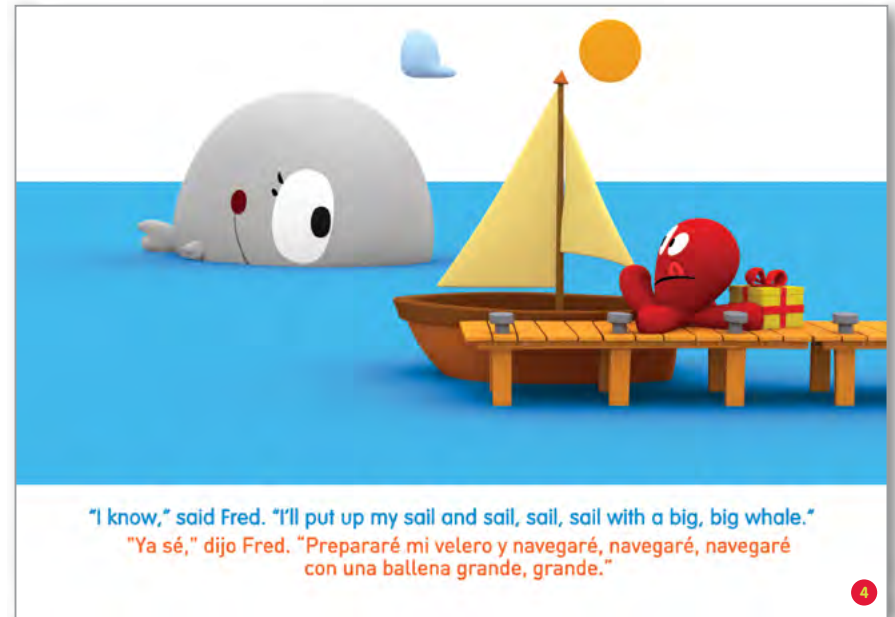 “I know,” said Fred. “I’ll put up my sail and sail, sail, sail with a big, big whale.”
"Ya sé," dijo Fred. “Prepararé mi velero y navegaré, navegaré, navegaré
con una ballena grande, grande.”
4